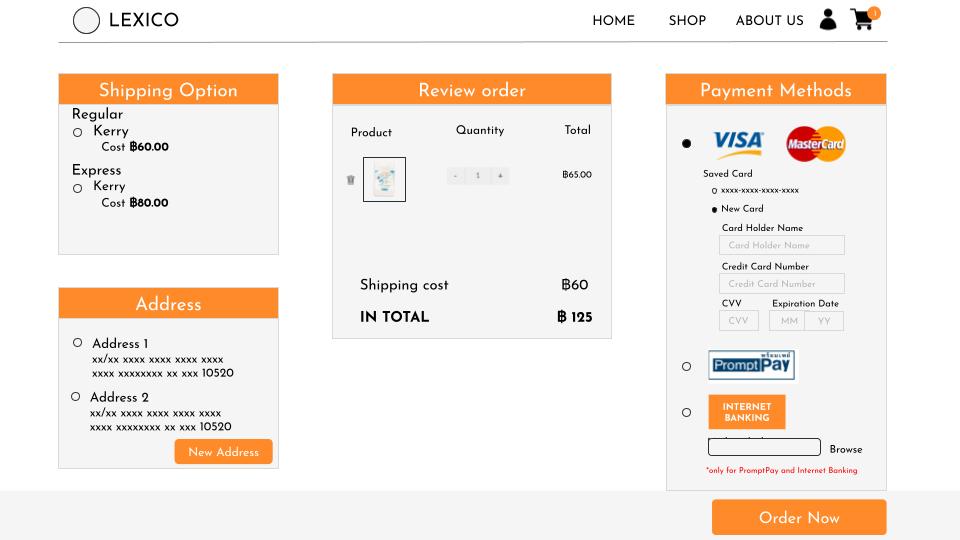 LEXICO
HOME SHOP ABOUT US
1
Shipping Option
Regular
Kerry
Cost ฿60.00
Express
Kerry
Cost ฿80.00
Address
Address 1
xx/xx xxxx xxxx xxxx xxxx
xxxx xxxxxxxx xx xxx 10520
Address 2
xx/xx xxxx xxxx xxxx xxxx
xxxx xxxxxxxx xx xxx 10520
New Address
Review order
Product Quantity Total
- 1 + ฿65.00
Shipping cost ฿60
IN TOTAL ฿ 125
Payment Methods
VISA MasterCard
Saved Card
xxxx-xxxx-xxxx-xxxx
New Card
Card Holder Name
Card Holder Name
Credit Card Number
Credit Card Number
CVV Expiration Date
CVV MM YY
พร้อมเพย์
PromptPay
INTERNET
BANKING
Browse
*only for PromptPay and Internet Banking
Order Now